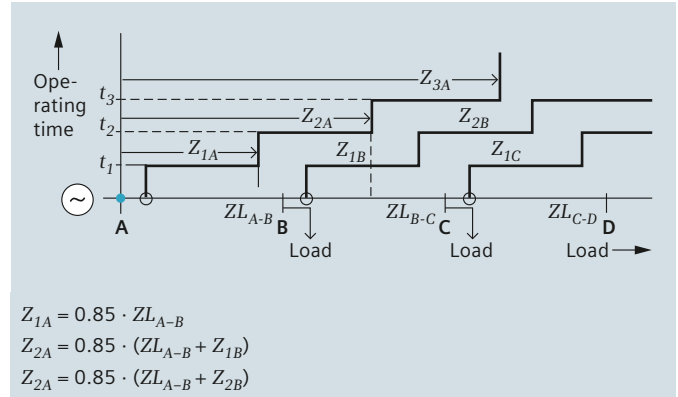 Ope-
rating
time
t3
t2
t1
Z3A
Z2A
Z2B
Z1A
Z1B
Z1C
~
ZLA-B
ZLB-C
ZLC-D
A
B
C
D
Load
Load
Load
Z1A = 0.85 · ZLA–B
Z2A = 0.85 · (ZLA–B + Z1B)
Z2A = 0.85 · (ZLA–B + Z2B)